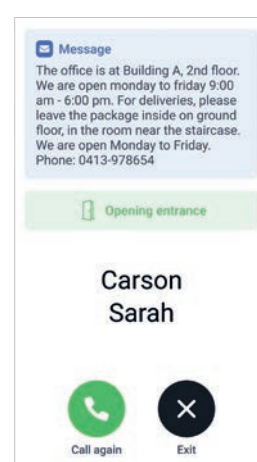 Message
The office is at Building A, 2nd floor.
We are open monday to friday 9:00
am - 6:00 pm. For deliveries, please
leave the package inside on ground
floor, in the room near the staircase.
We are open Monday to Friday.
Phone: 0413-978654
Opening entrance
Carson
Sarah
Call again
Exit